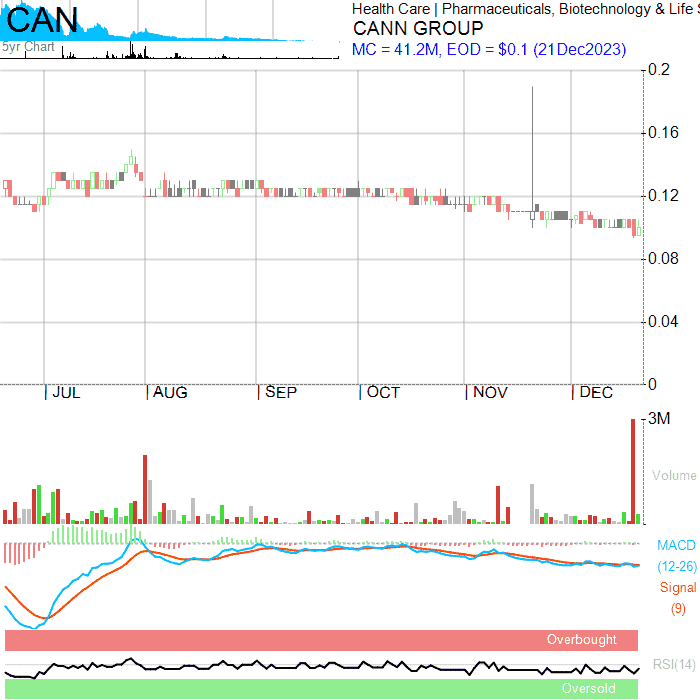 CAN
5yr Chart
Health Care | Pharmaceuticals, Biotechnology & Life S
CANN GROUP
MC = 41.2M, EOD = $0.1 (21Dec2023)
0.2
0.16
0.12
0.08
0.04
0
| JUL | AUG | SEP | OCT | NOV | DEC
3M
Volume
MACD
(12-26)
Signal
(9)
Overbought
RSI(14)
Oversold